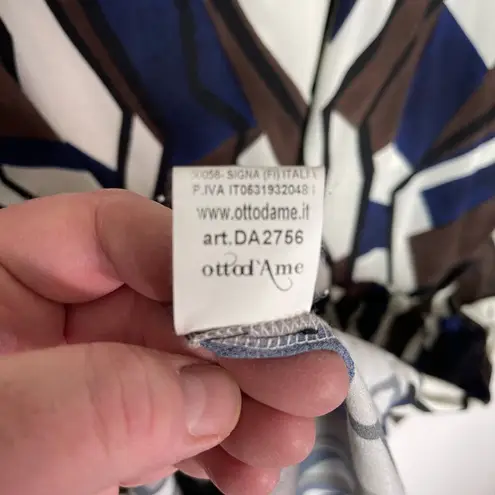 50058- SIGNA (FI) ITALY
P.IVA IT06319320481
www.ottodame.it
art.DA2756
ottod'Ame